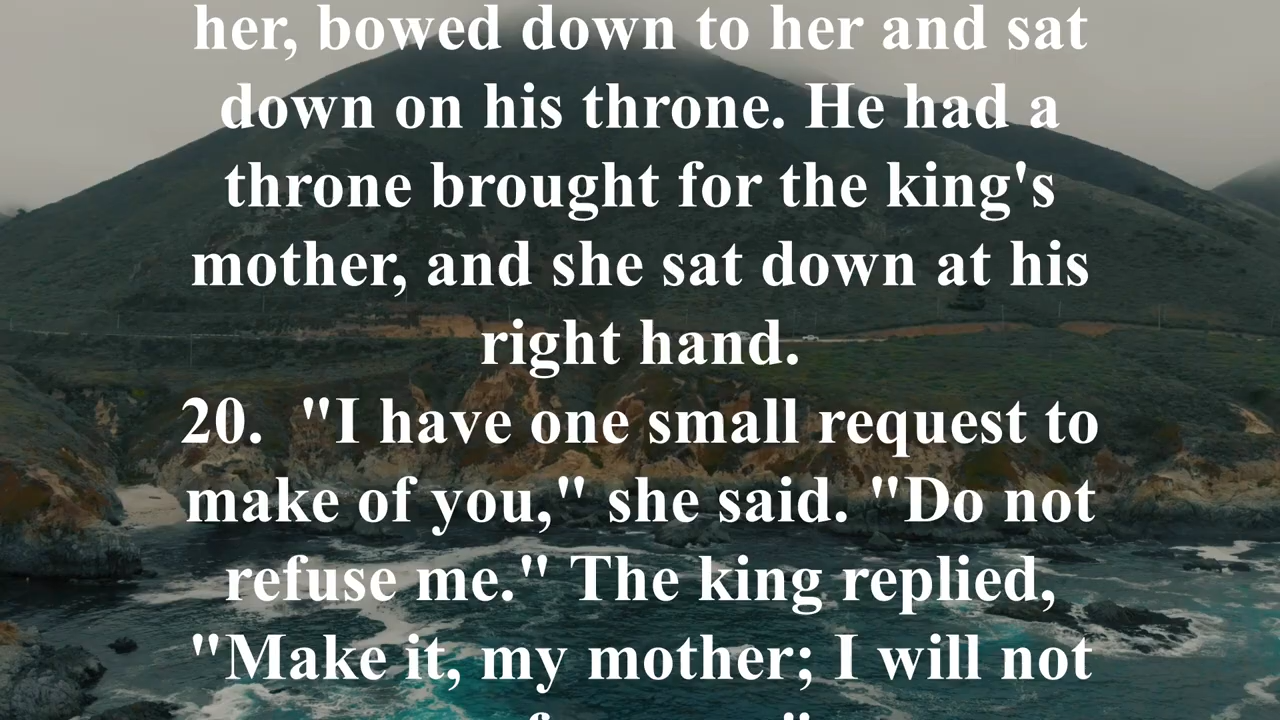 her, bowed down to her and sat
down on his throne. He had a
throne brought for the king's
mother, and she sat down at his
right hand.
20.  "I have one small request to
make of you," she said. "Do not
refuse me." The king replied,
"Make it, my mother; I will not